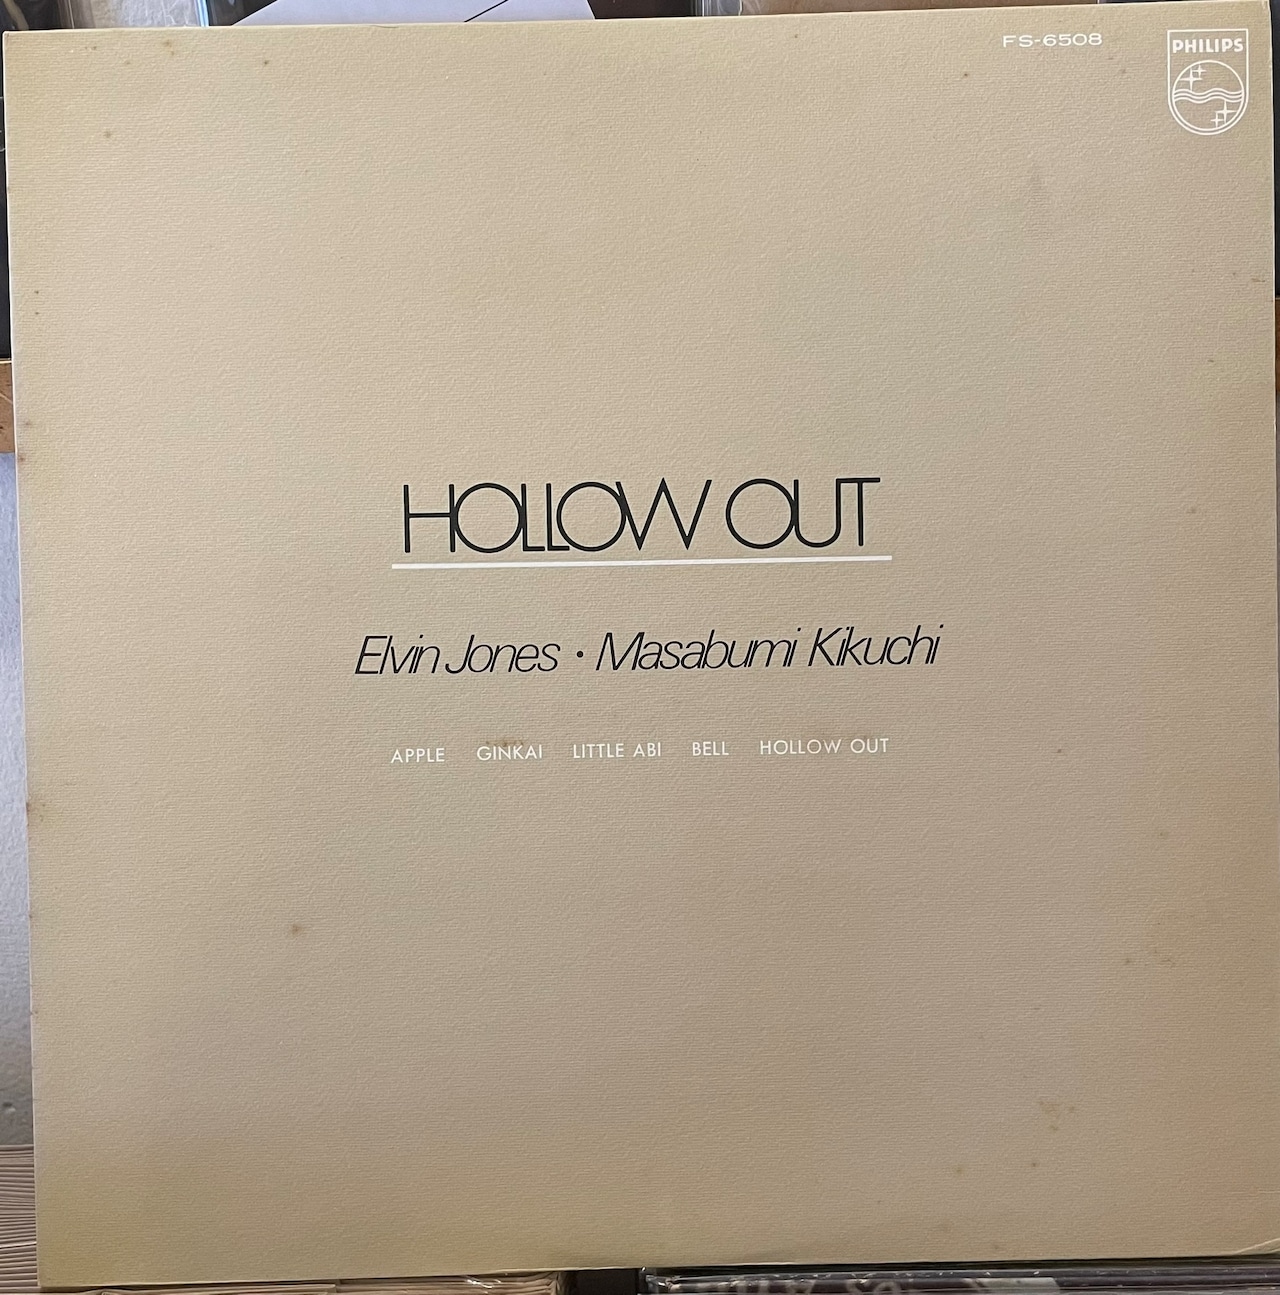 FS-6508
PHILIPS
HOLLOW OUT
Elvin Jones · Masabumi Kikuchi
APPLE GINKAI LITTLE ABI BELL HOLLOW OUT